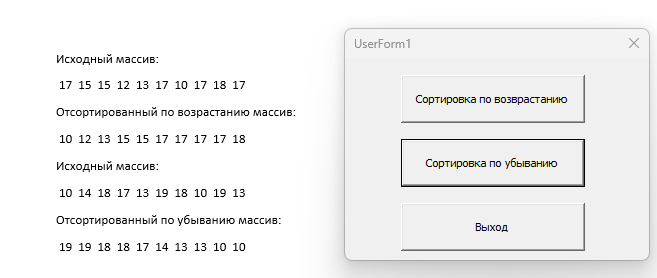 Исходный массив:
17 15 15 12 13 17 10 17 18 17
Отсортированный по возрастанию массив:
10 12 13 15 15 17 17 17 17 18
Исходный массив:
10 14 18 17 13 19 18 10 19 13
Отсортированный по убыванию массив:
19 19 18 18 17 14 13 13 10 10
UserForm1
Сортировка по возврастанию
Сортировка по убыванию
Выход